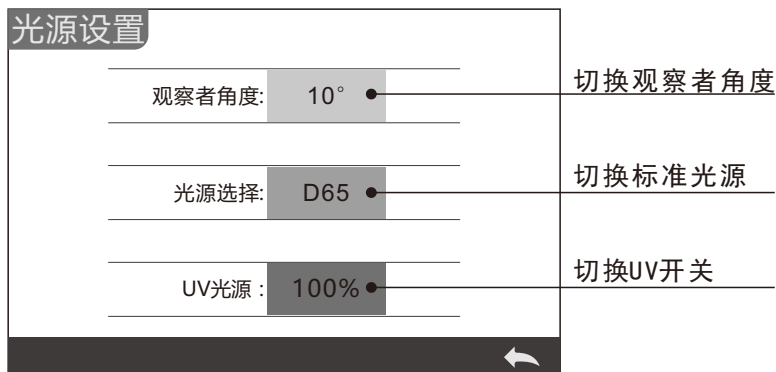 光源设置
观察者角度: 10° 切换观察者角度
光源选择: D65 切换标准光源
UV光源 : 100% 切换UV开关